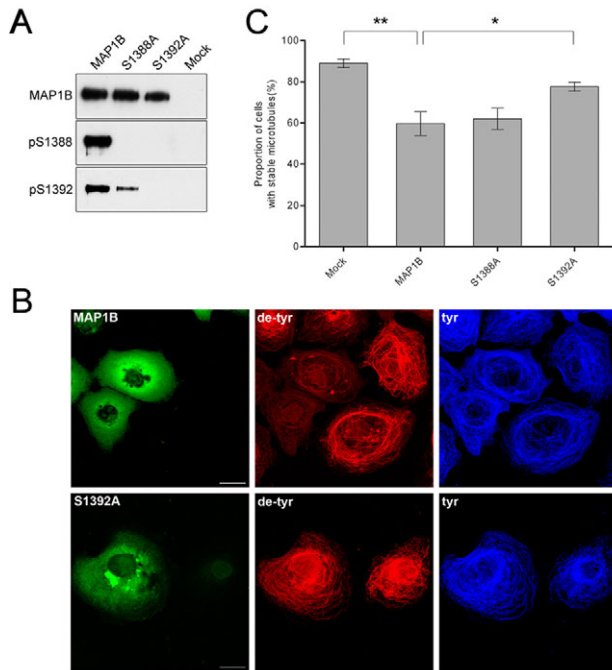 A
MAP1B
S1388A
S1392A
Mock
MAP1B
pS1388
pS1392
C
**
*
Proportion of cells
with stable microtubules(%)
100
80
60
40
20
0
Mock
MAP1B
S1388A
S1392A
B
MAP1B
de-tyr
tyr
S1392A
de-tyr
tyr